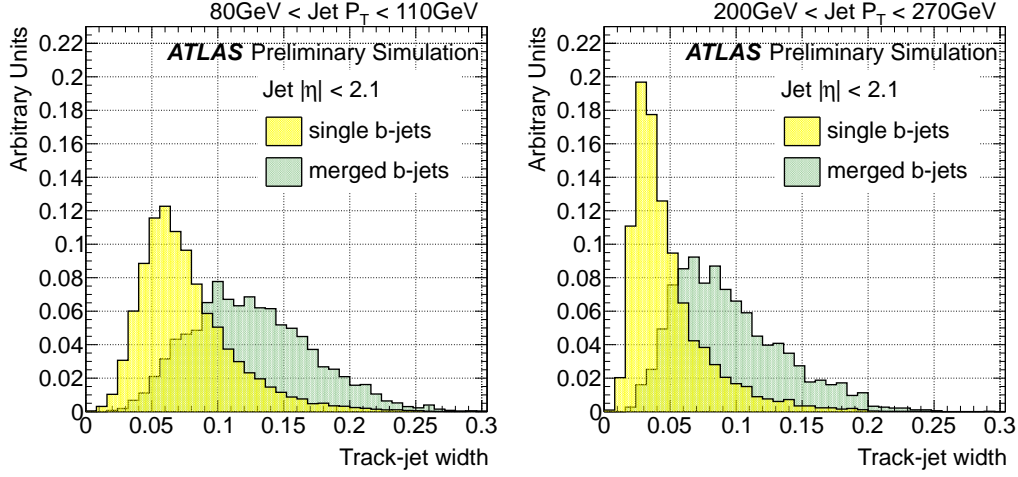 80GeV < Jet P_T < 110GeV
Arbitrary Units
ATLAS Preliminary Simulation
Jet |η| < 2.1
single b-jets
merged b-jets
0.22
0.2
0.18
0.16
0.14
0.12
0.1
0.08
0.06
0.04
0.02
0
0 0.05 0.1 0.15 0.2 0.25 0.3
Track-jet width
200GeV < Jet P_T < 270GeV
Arbitrary Units
ATLAS Preliminary Simulation
Jet |η| < 2.1
single b-jets
merged b-jets
0.22
0.2
0.18
0.16
0.14
0.12
0.1
0.08
0.06
0.04
0.02
0
0 0.05 0.1 0.15 0.2 0.25 0.3
Track-jet width